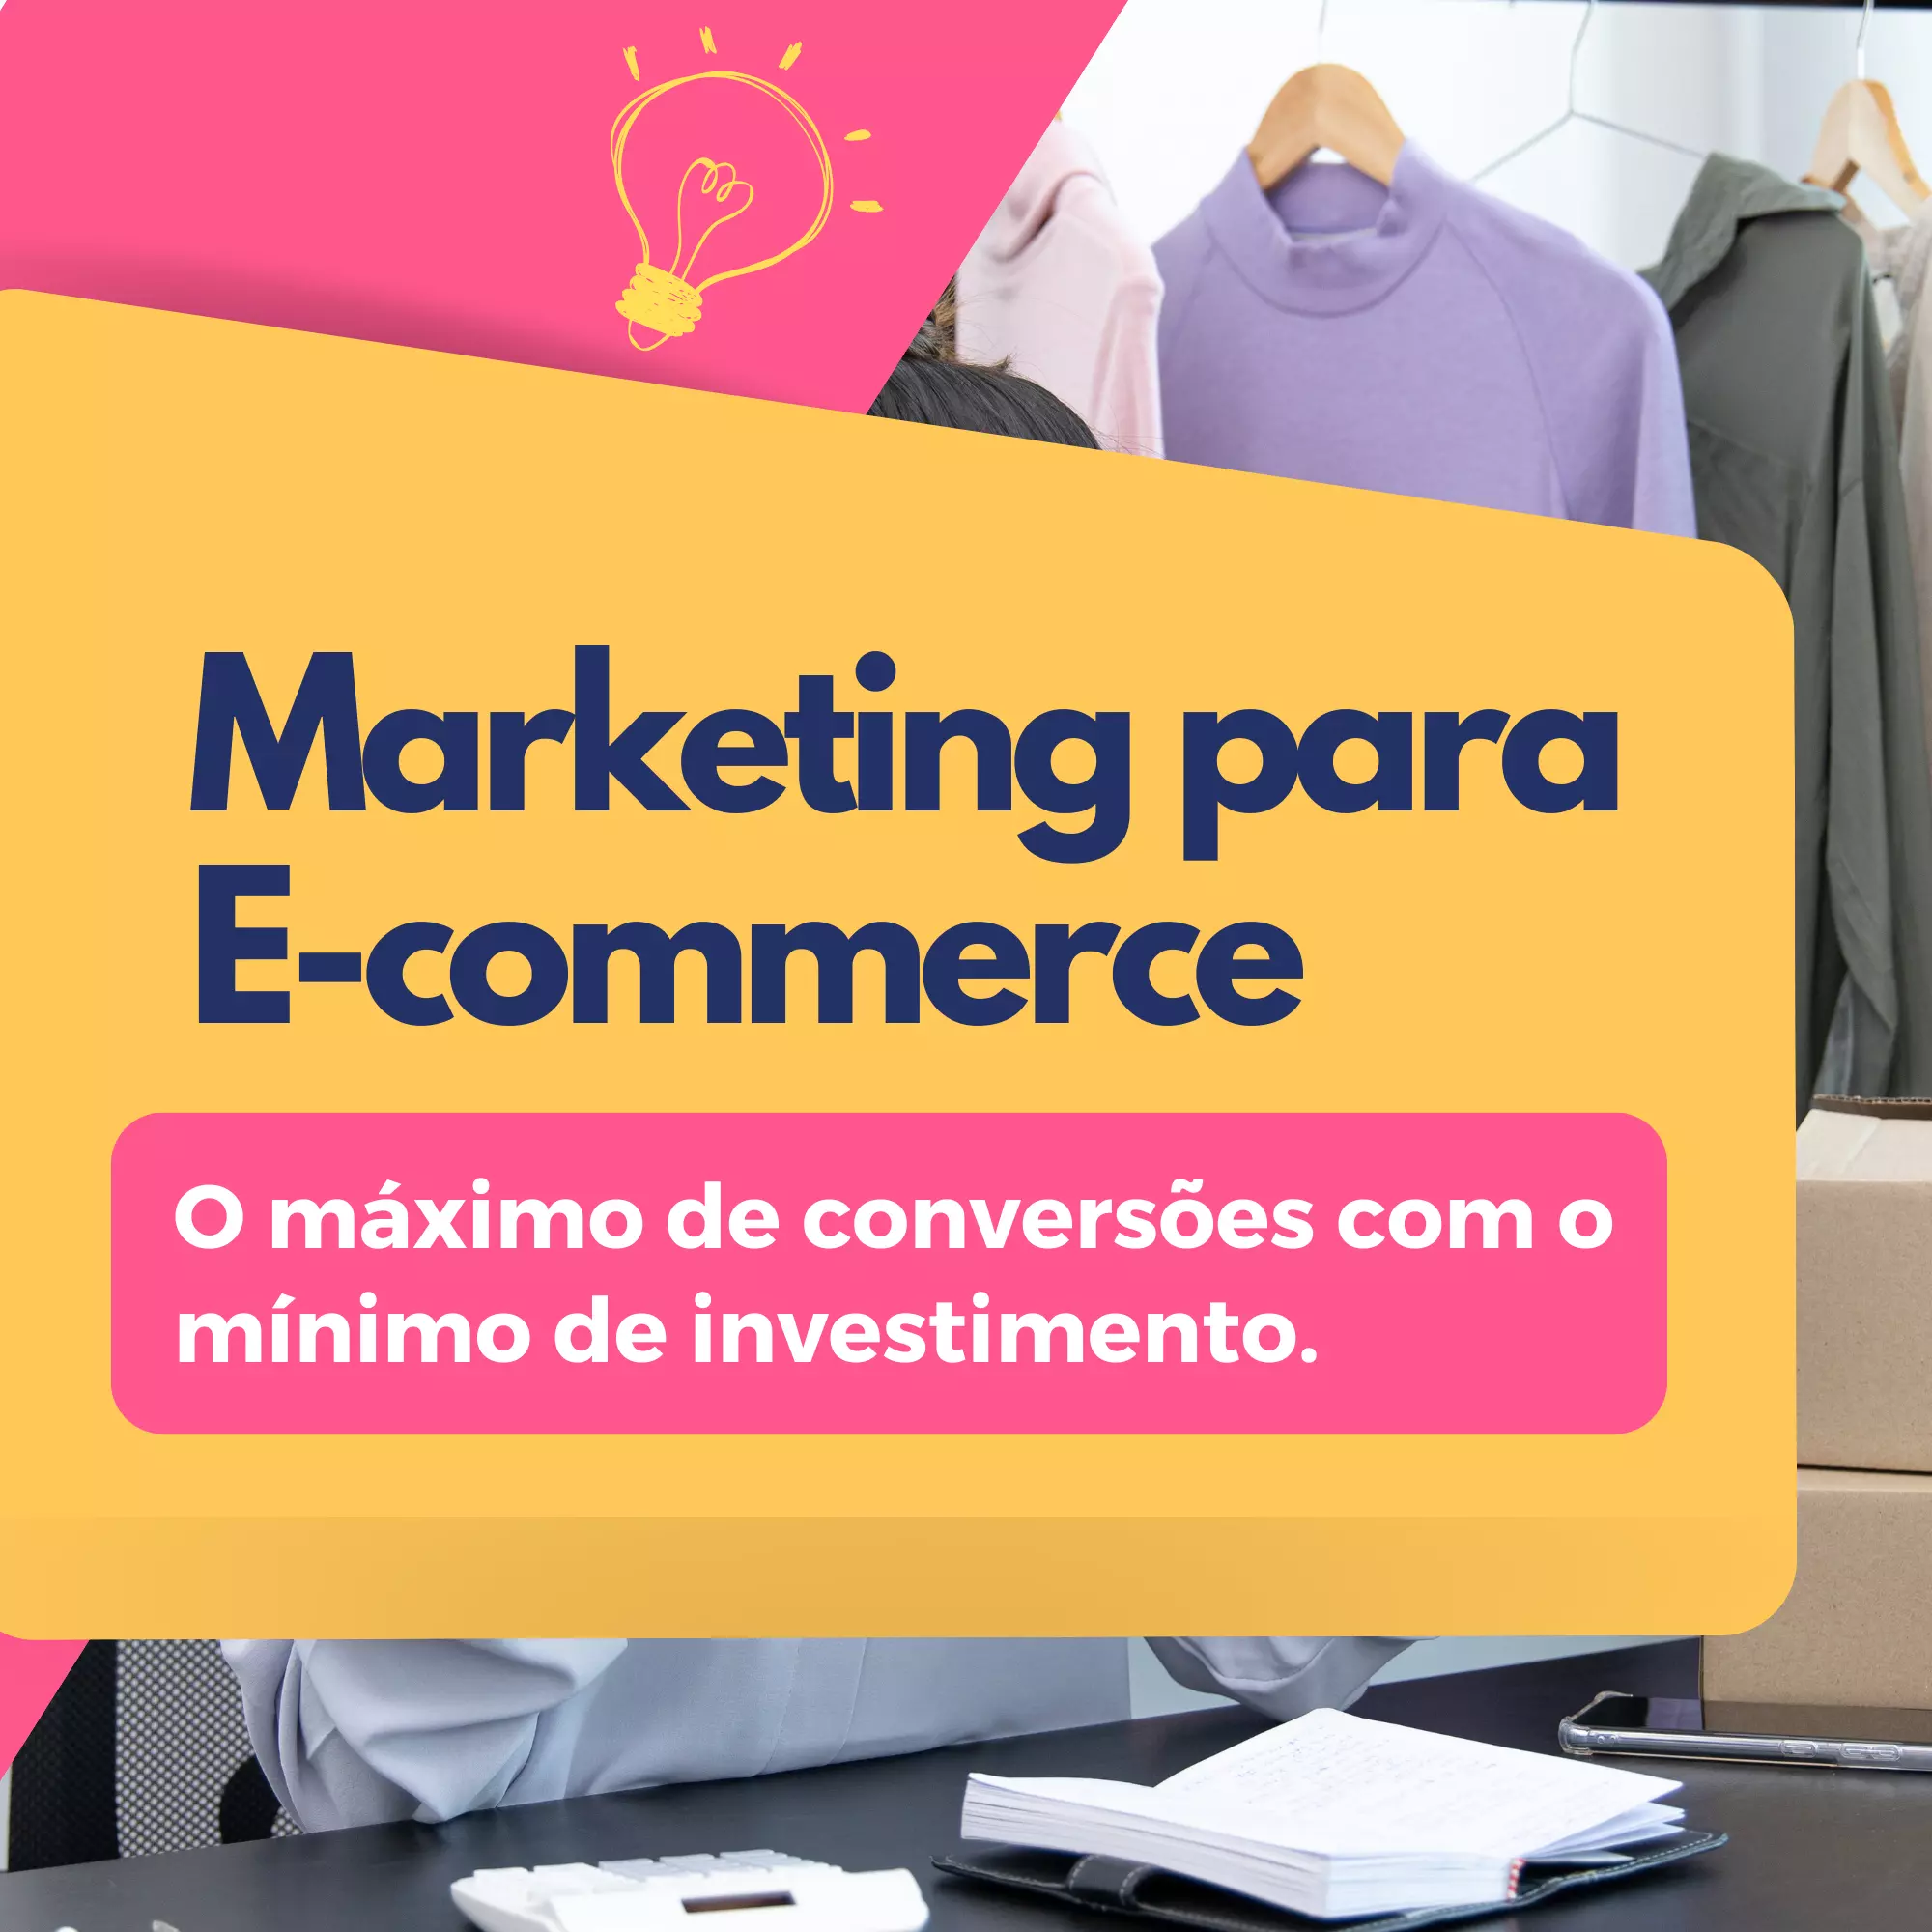 Marketing para
E-commerce
O máximo de conversões com o
mínimo de investimento.